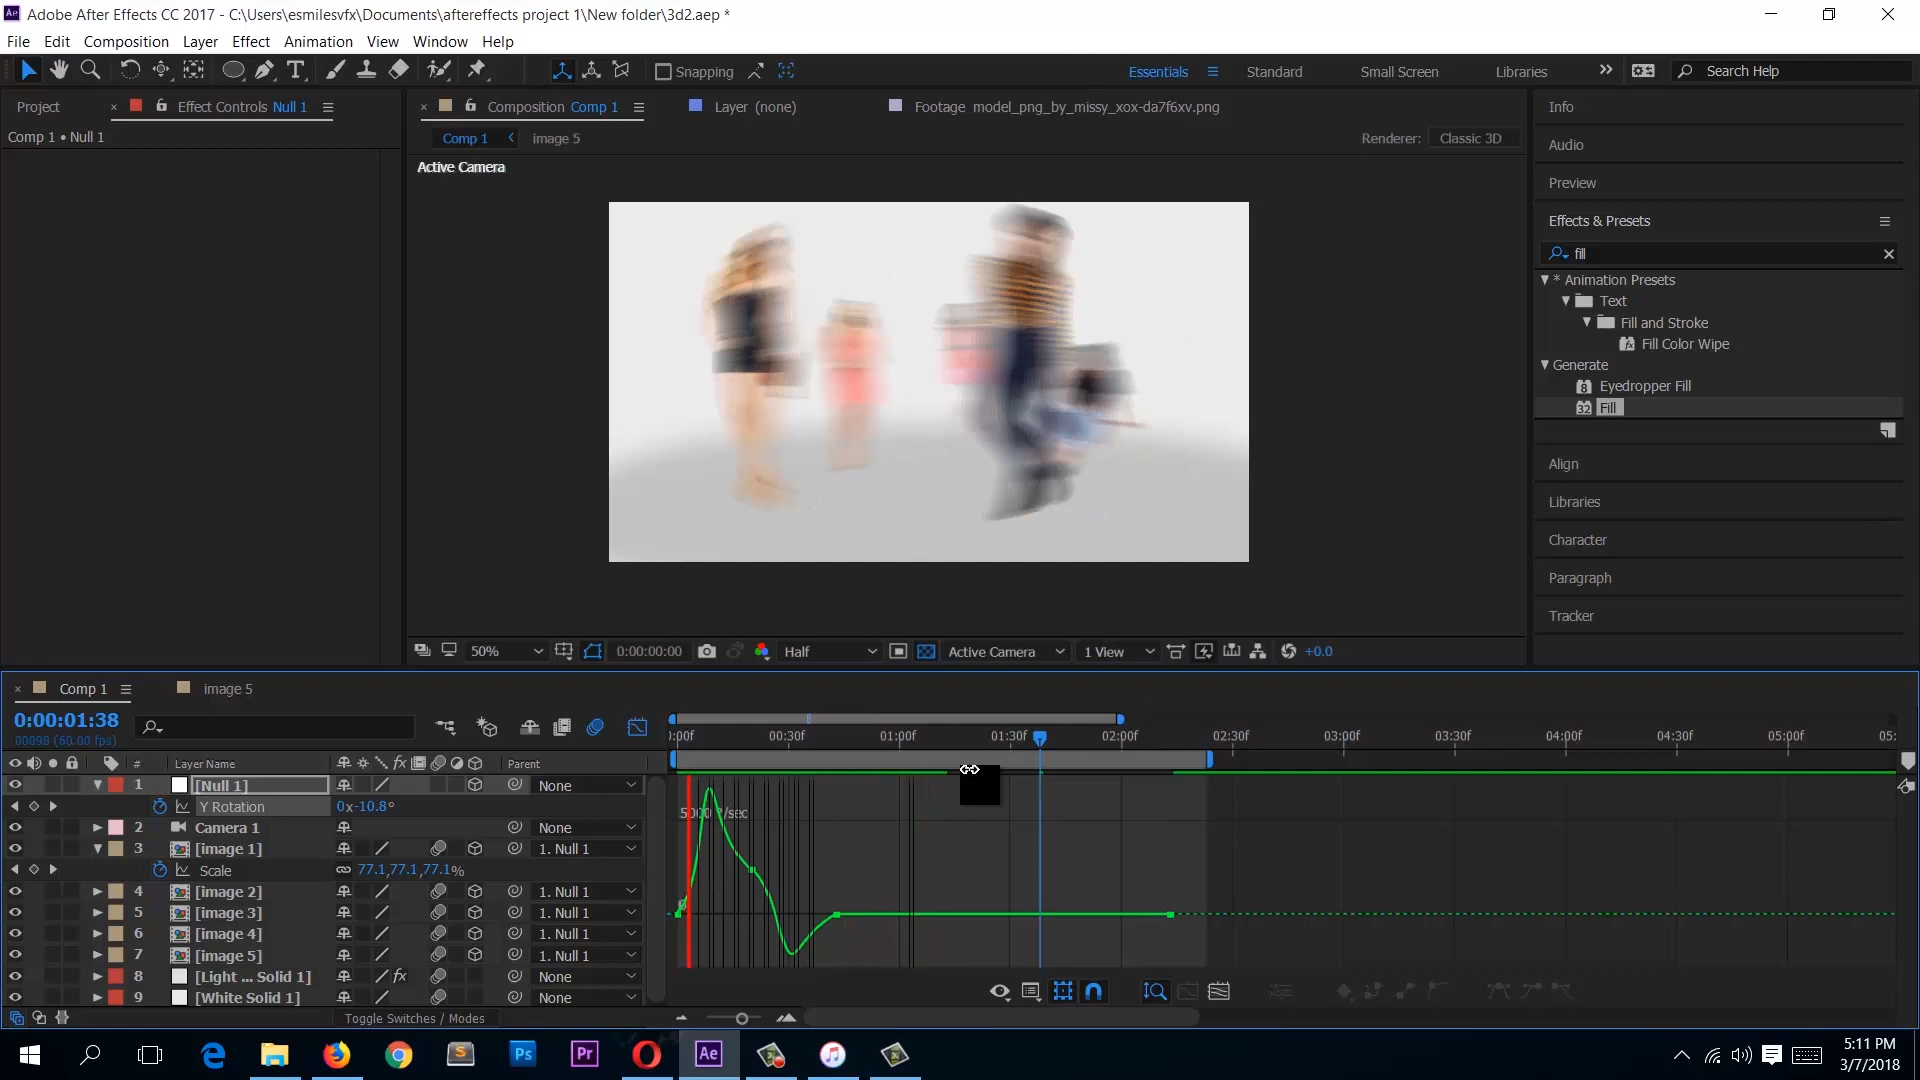 Adobe After Effects CC 2017 - C:\Users\esmilesvfx\Documents\aftereffects project 1\New folder\3d2.aep *
File Edit Composition Layer Effect Animation View Window Help
Snapping
Essentials Standard Small Screen Libraries
Search Help
Project Effect Controls Null 1
Composition Comp 1 Layer (none) Footage model_png_by_missy_xox-da7f6xv.png
Comp 1 • Null 1
Comp 1 image 5 Renderer: Classic 3D
Active Camera
Info
Audio
Preview
Effects & Presets
fill
* Animation Presets
Text
Fill and Stroke
Fill Color Wipe
Generate
Eyedropper Fill
Fill
Align
Libraries
Character
Paragraph
Tracker
50% 0:00:00:00 Half Active Camera 1 View +0.0
Comp 1 image 5
0:00:01:38
00098 (60.00 fps)
):00f 00:30f 01:00f 01:30f 02:00f 02:30f 03:00f 03:30f 04:00f 04:30f 05:00f 05:
# Layer Name Parent
1 [Null 1] None
Y Rotation 0x-10.8°
2 Camera 1 None
3 [image 1] 1. Null 1
Scale 77.1,77.1,77.1%
4 [image 2] 1. Null 1
5 [image 3] 1. Null 1
6 [image 4] 1. Null 1
7 [image 5] 1. Null 1
8 [Light ... Solid 1] None
9 [White Solid 1] None
Toggle Switches / Modes
5:11 PM
3/7/2018